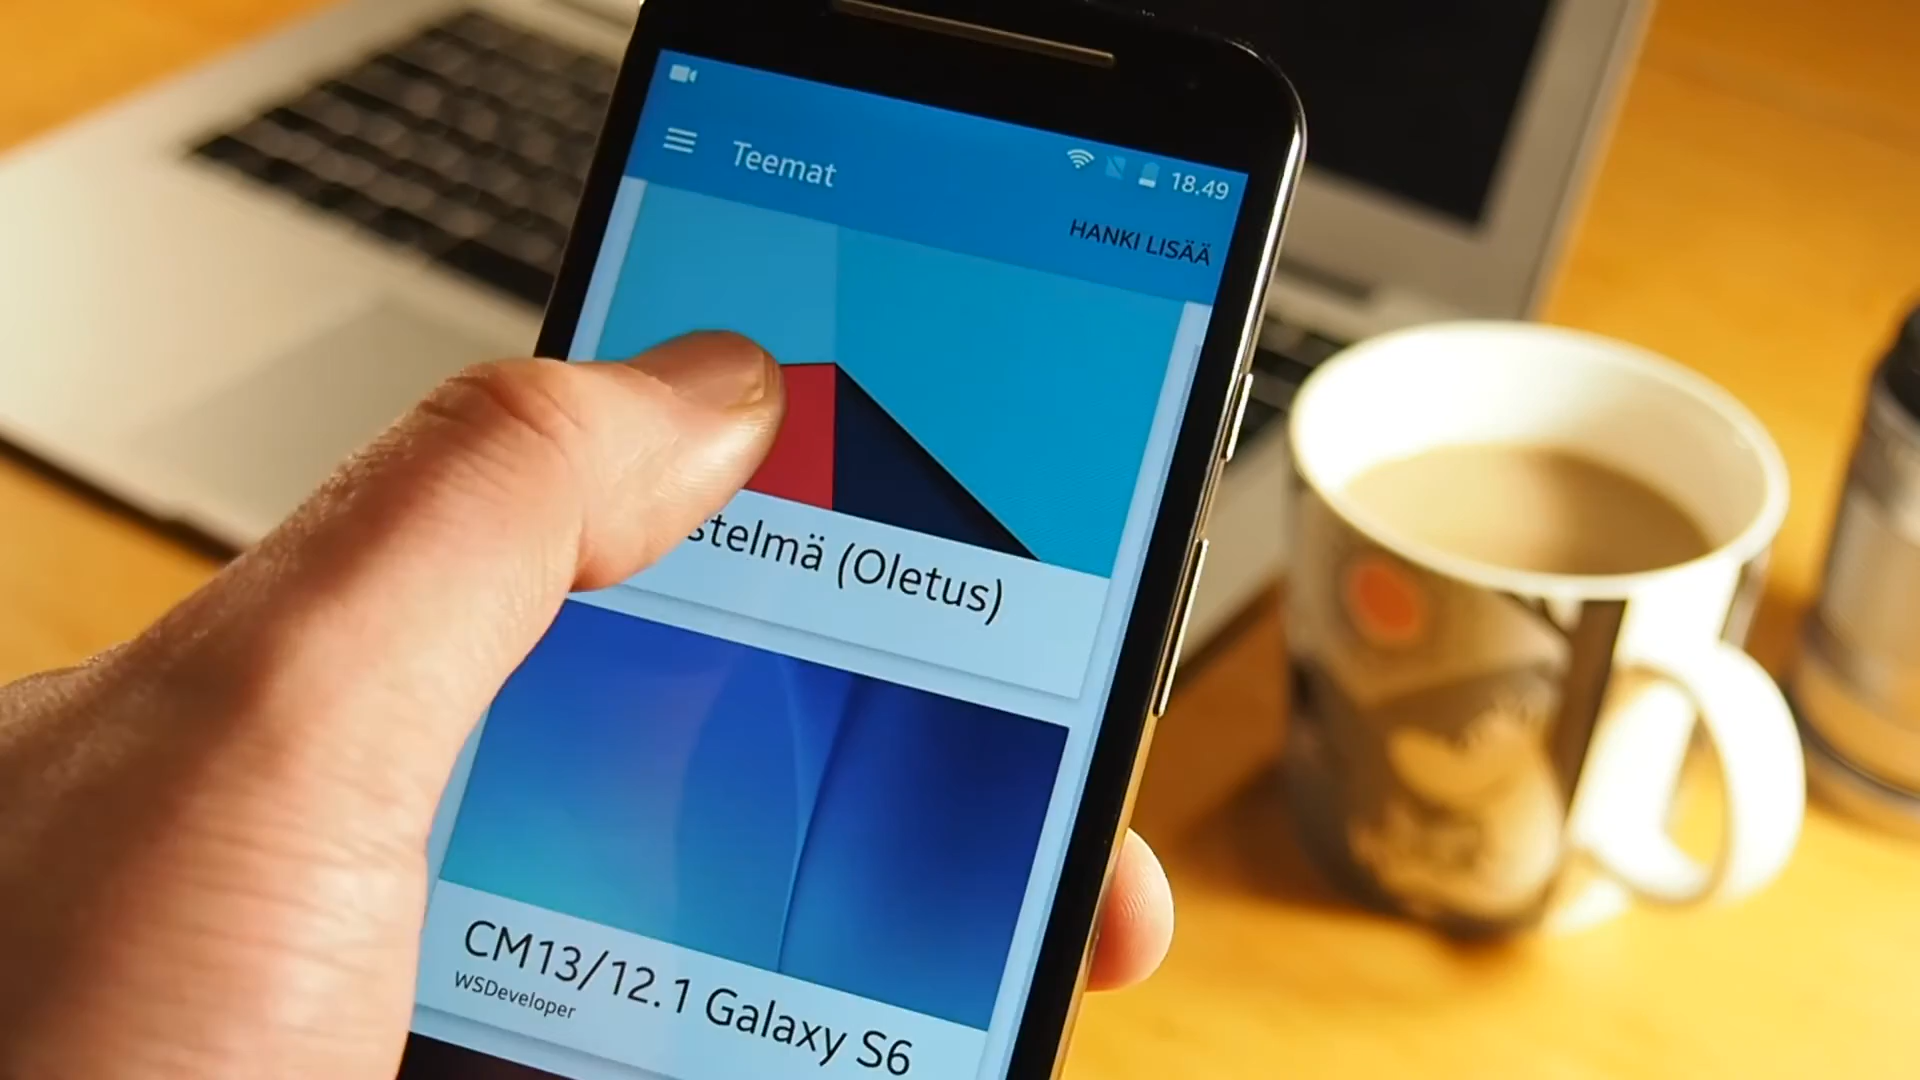 Teemat
18.49
HANKI LISÄÄ
stelmä (Oletus)
CM13/12.1 Galaxy S6
WSDeveloper